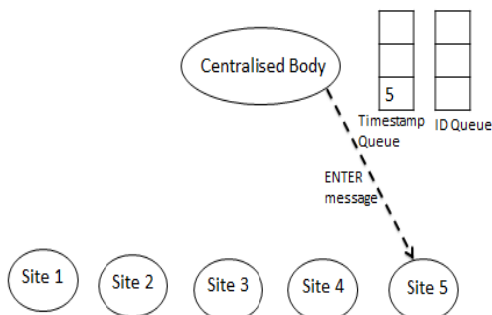 Centralised Body
5
Timestamp
Queue
ID Queue
ENTER
message
Site 1
Site 2
Site 3
Site 4
Site 5